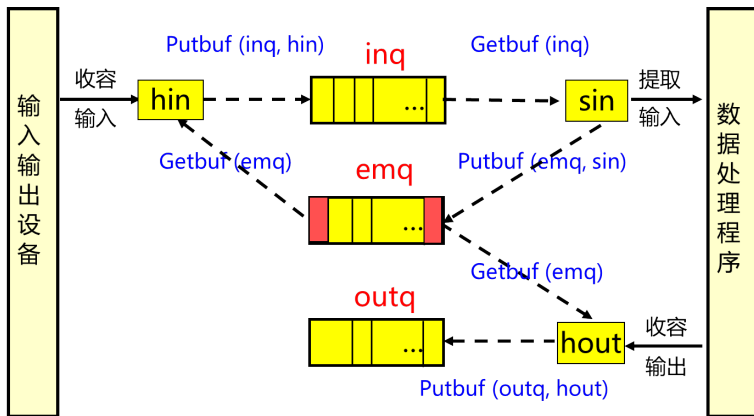 输入输出设备
Putbuf (inq, hin)
inq
Getbuf (inq)
收容
输入
hin
...
sin
提取
输入
Getbuf (emq)
emq
Putbuf (emq, sin)
...
Getbuf (emq)
outq
...
hout
收容
输出
Putbuf (outq, hout)
数据处理程序